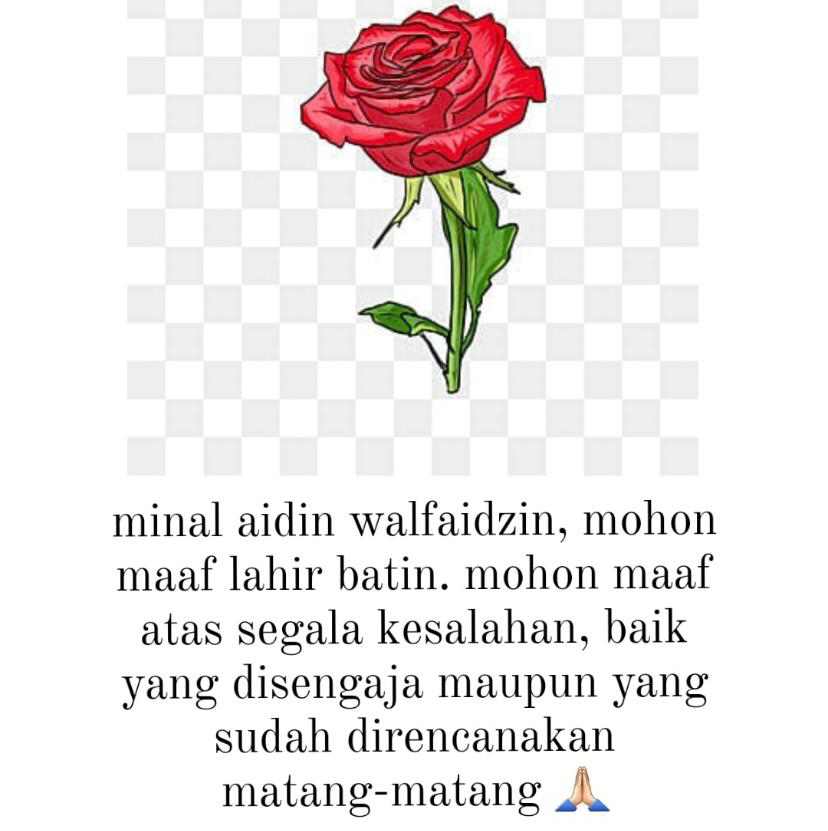 minal aidin walfaidzin, mohon
maaf lahir batin. mohon maaf
atas segala kesalahan, baik
yang disengaja maupun yang
sudah direncanakan
matang-matang 🙏🏻